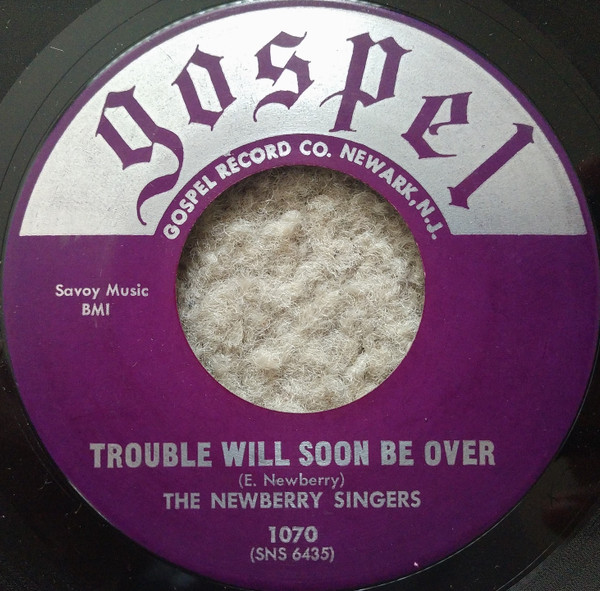 gospel
GOSPEL RECORD CO. NEWARK, N.J.
Savoy Music
BMI
TROUBLE WILL SOON BE OVER
(E. Newberry)
THE NEWBERRY SINGERS
1070
(SNS 6435)